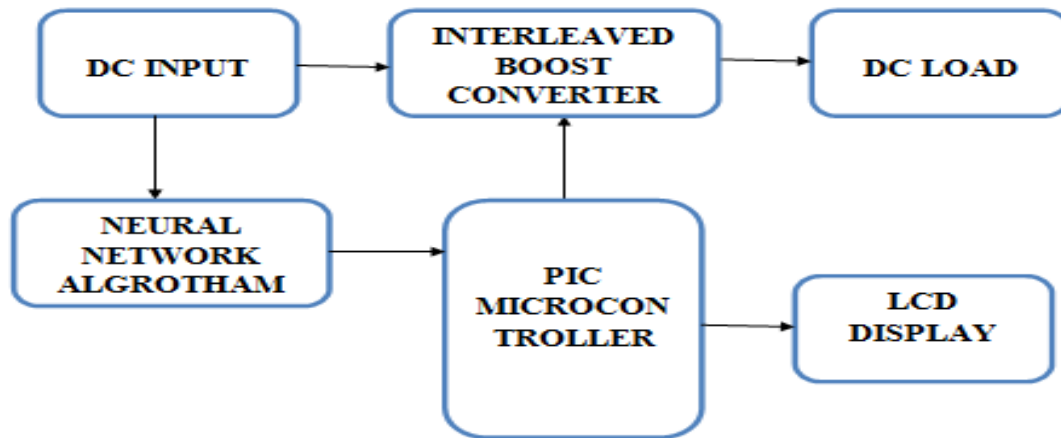 DC INPUT
INTERLEAVED
BOOST
CONVERTER
DC LOAD
NEURAL
NETWORK
ALGROTHAM
PIC
MICROCON
TROLLER
LCD
DISPLAY